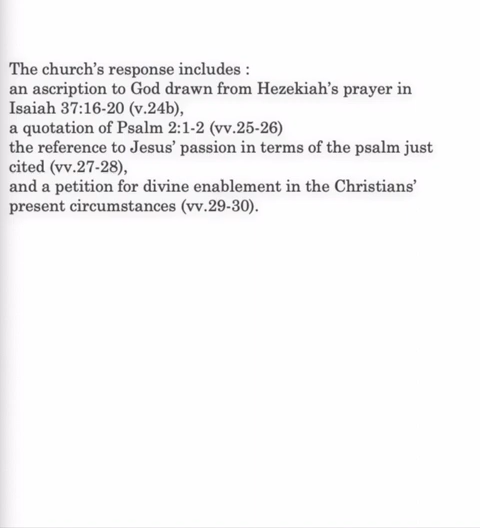 The church’s response includes :
an ascription to God drawn from Hezekiah’s prayer in
Isaiah 37:16-20 (v.24b),
a quotation of Psalm 2:1-2 (vv.25-26)
the reference to Jesus’ passion in terms of the psalm just
cited (vv.27-28),
and a petition for divine enablement in the Christians’
present circumstances (vv.29-30).